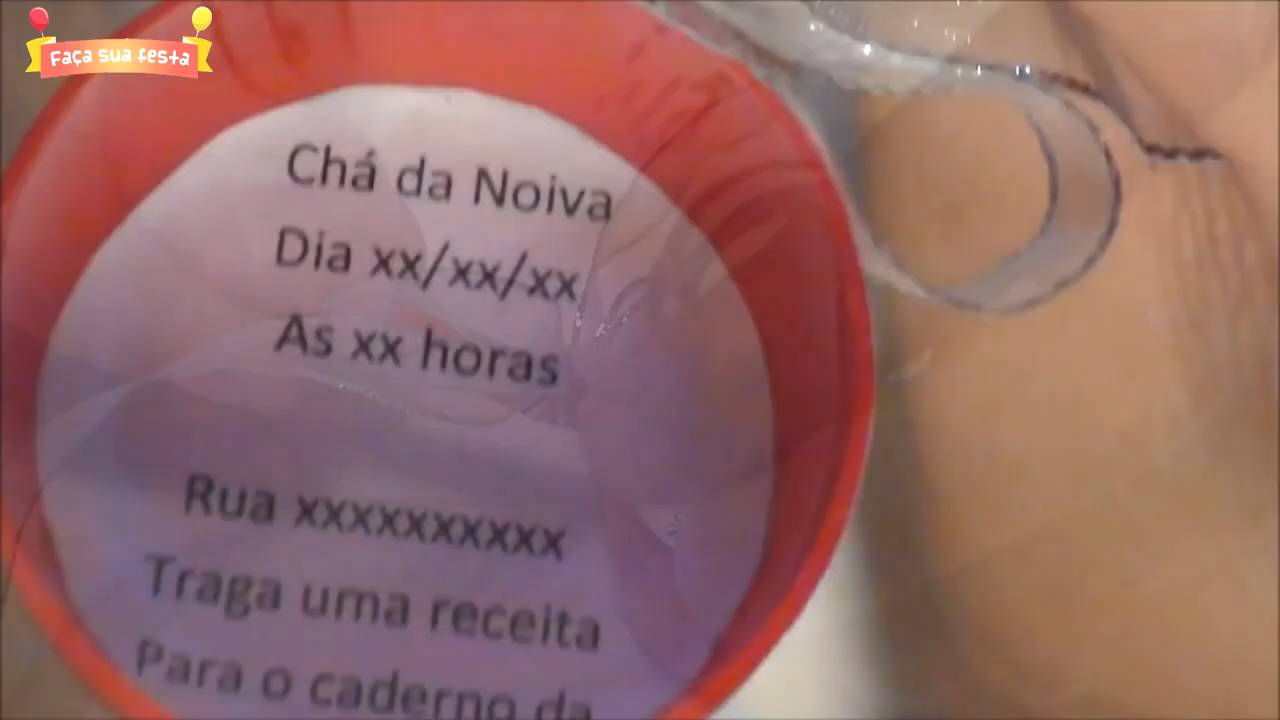 Faça sua festa
Chá da Noiva
Dia xx/xx/xx
As xx horas
Rua xxxxxxxxxx
Traga uma receita
Para o caderno da